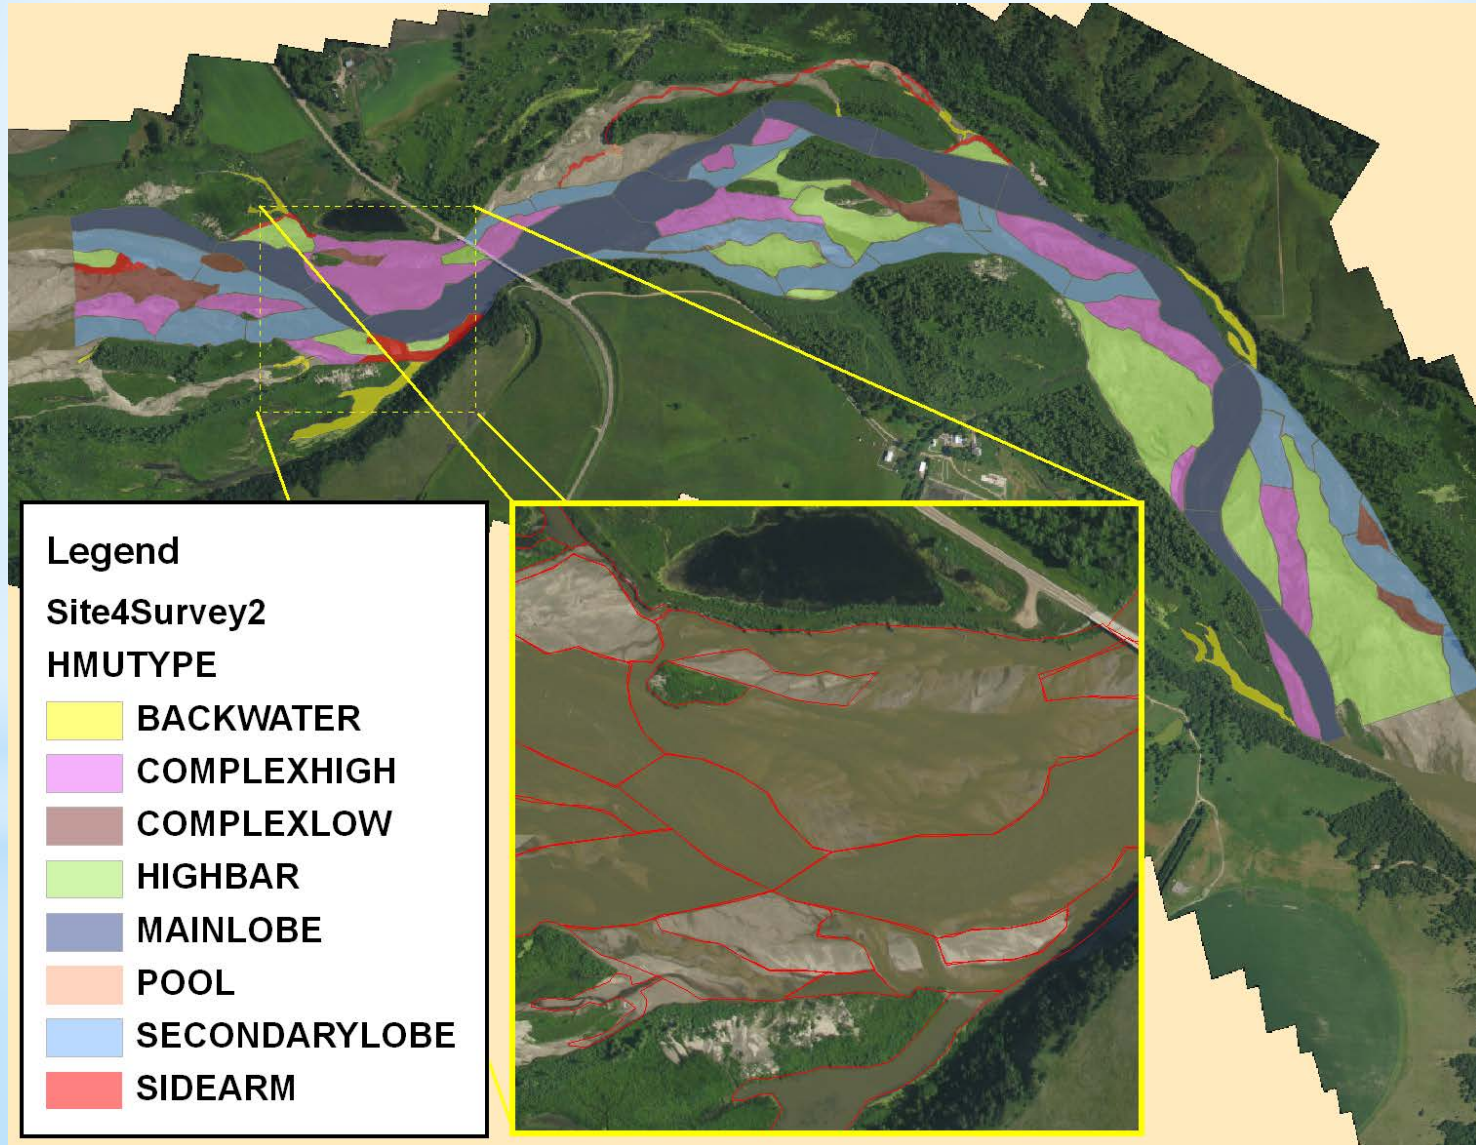 Legend
Site4Survey2
HMUTYPE
BACKWATER
COMPLEXHIGH
COMPLEXLOW
HIGHBAR
MAINLOBE
POOL
SECONDARYLOBE
SIDEARM